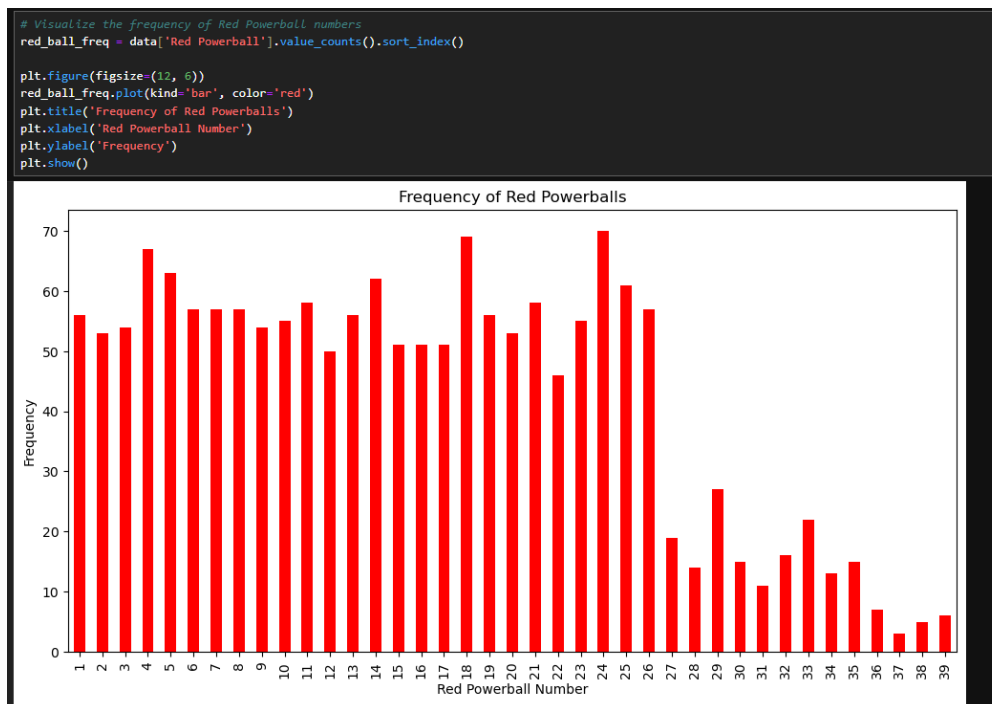 # Visualize the frequency of Red Powerball numbers
red_ball_freq = data['Red Powerball'].value_counts().sort_index()
plt.figure(figsize=(12, 6))
red_ball_freq.plot(kind='bar', color='red')
plt.title('Frequency of Red Powerballs')
plt.xlabel('Red Powerball Number')
plt.ylabel('Frequency')
plt.show()
Frequency of Red Powerballs
70
60
50
40
30
20
10
0
Frequency
1 2 3 4 5 6 7 8 9 10 11 12 13 14 15 16 17 18 19 20 21 22 23 24 25 26 27 28 29 30 31 32 33 34 35 36 37 38 39
Red Powerball Number